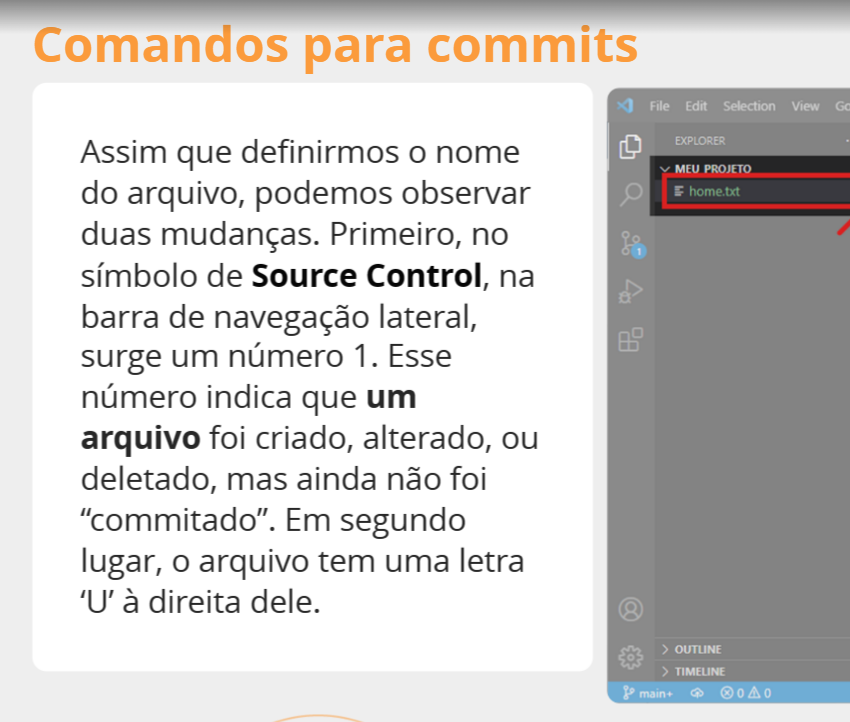 Comandos para commits
Assim que definirmos o nome
do arquivo, podemos observar
duas mudanças. Primeiro, no
símbolo de Source Control, na
barra de navegação lateral,
surge um número 1. Esse
número indica que um
arquivo foi criado, alterado, ou
deletado, mas ainda não foi
“commitado”. Em segundo
lugar, o arquivo tem uma letra
‘U’ à direita dele.
File Edit Selection View Go
EXPLORER
MEU PROJETO
home.txt
1
OUTLINE
TIMELINE
main+ 0 0